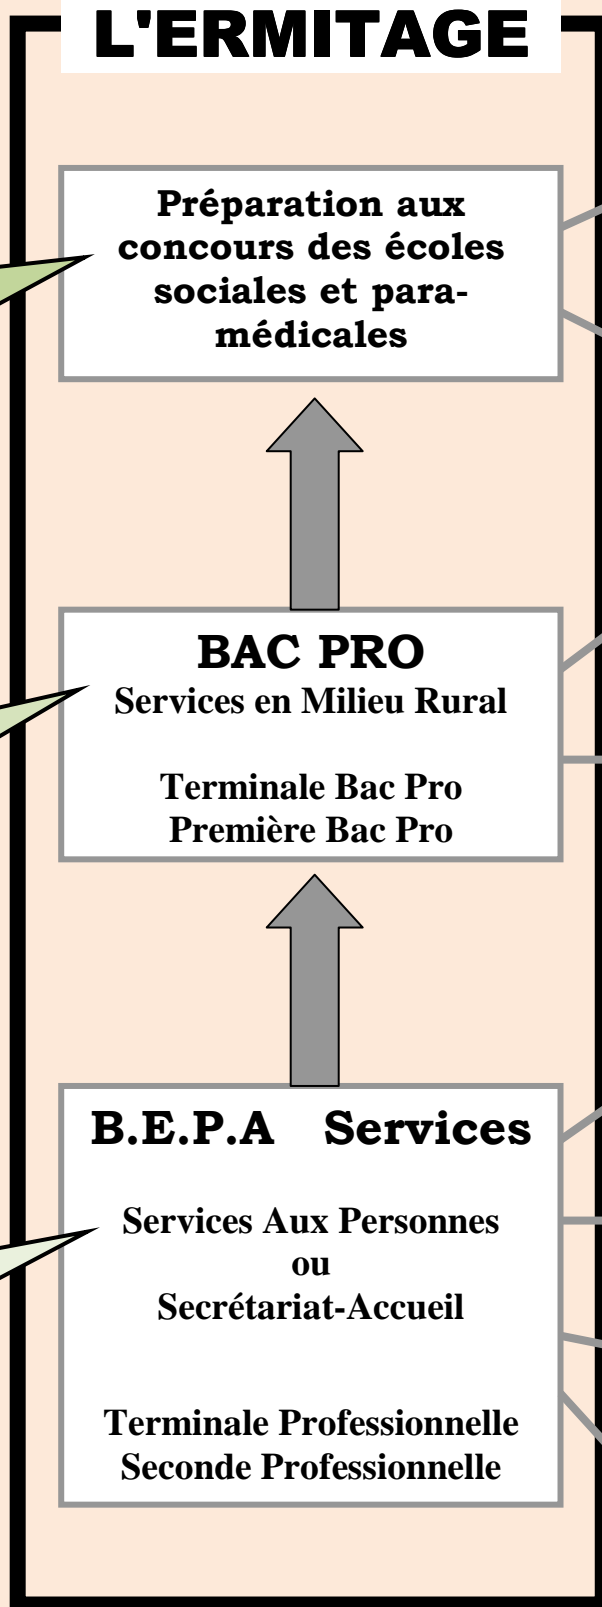 L'ERMITAGE
Préparation aux
concours des écoles
sociales et para-
médicales
BAC PRO
Services en Milieu Rural
Terminale Bac Pro
Première Bac Pro
B.E.P.A Services
Services Aux Personnes
ou
Secrétariat-Accueil
Terminale Professionnelle
Seconde Professionnelle